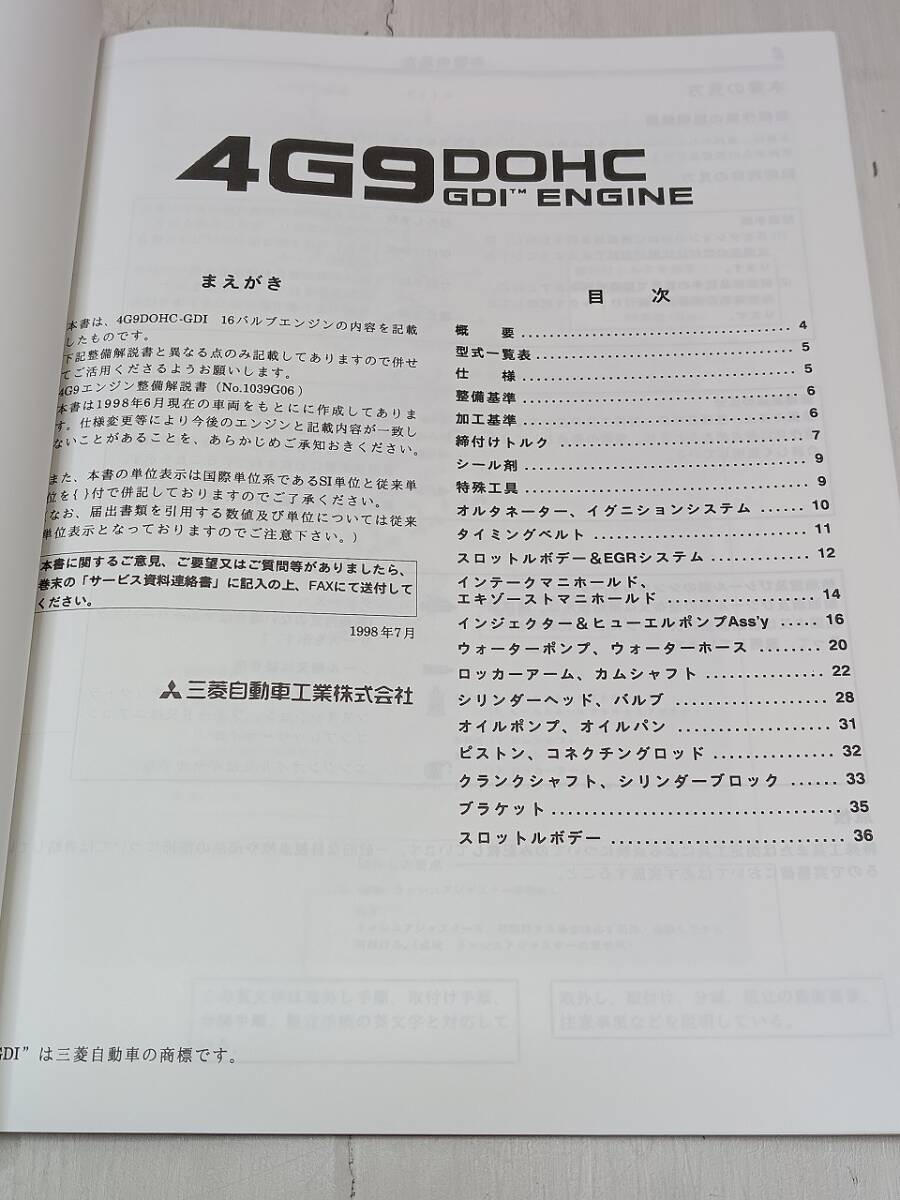 4G9 DOHC
GDI™ ENGINE
まえがき
本書は、4G9DOHC-GDI 16バルブエンジンの内容を記載
したものです。
下記整備解説書と異なる点のみ記載してありますので併せ
てご活用くださるようお願いします。
4G9エンジン整備解説書（No.1039G06）
本書は1998年6月現在の車両をもとにに作成してありま
す。仕様変更等により今後のエンジンと記載内容が一致し
ないことがあることを、あらかじめご承知おきください。
また、本書の単位表示は国際単位系であるSI単位と従来単
位を{ }付で併記しておりますのでご了承ください。
(なお、届出書類を引用する数値及び単位については従来
単位表示となっておりますのでご注意下さい。)
本書に関するご意見、ご要望又はご質問等がありましたら、
巻末の「サービス資料連絡書」に記入の上、FAXにて送付して
ください。
1998年7月
三菱自動車工業株式会社
目 次
概 要 ........ 4
型式一覧表 ........ 5
仕 様 ........ 5
整備基準 ........ 6
加工基準 ........ 6
締付けトルク ........ 7
シール剤 ........ 9
特殊工具 ........ 9
オルタネーター、イグニションシステム ........ 10
タイミングベルト ........ 11
スロットルボデー＆EGRシステム ........ 12
インテークマニホールド、
エキゾーストマニホールド ........ 14
インジェクター＆ヒューエルポンプAss'y ..... 16
ウォーターポンプ、ウォーターホース ........ 20
ロッカーアーム、カムシャフト ........ 22
シリンダーヘッド、バルブ ........ 28
オイルポンプ、オイルパン ........ 31
ピストン、コネクチングロッド ........ 32
クランクシャフト、シリンダーブロック ...... 33
ブラケット ........ 35
スロットルボデー ........ 36
GDI”は三菱自動車の商標です。